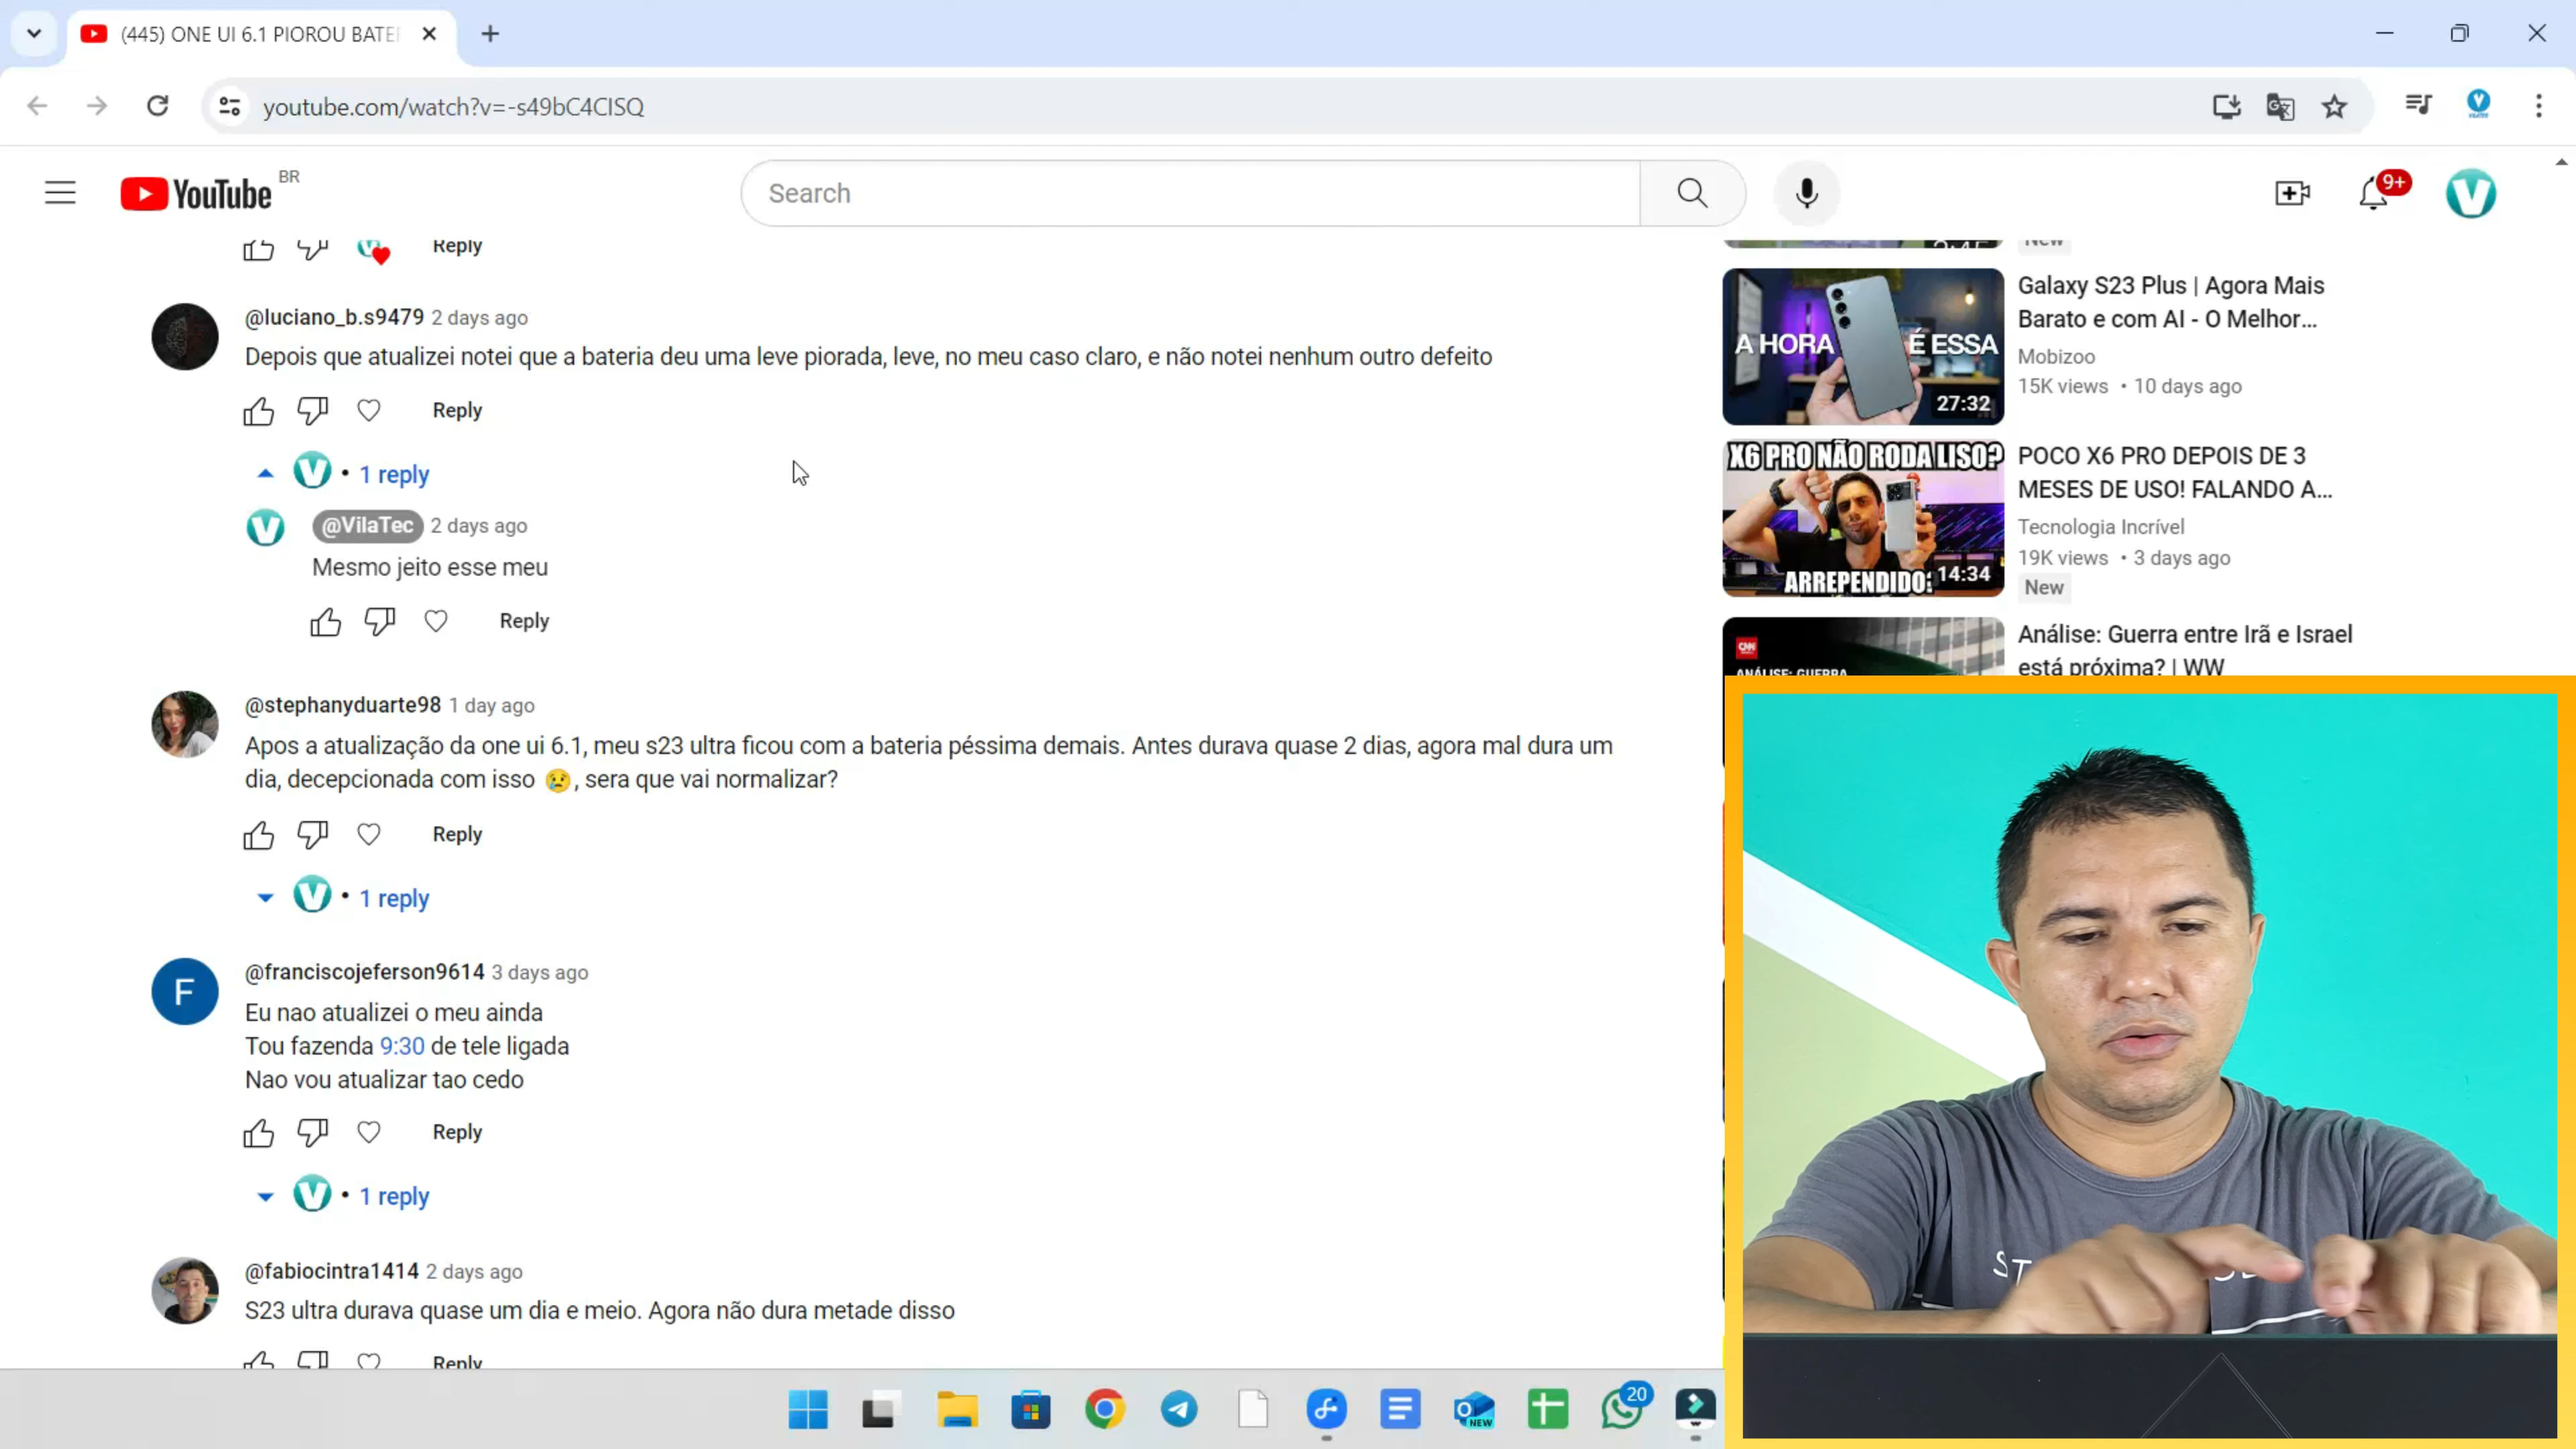 (445) ONE UI 6.1 PIOROU BATE
youtube.com/watch?v=-s49bC4CISQ
YouTube BR
Search
9+
Reply
@luciano_b.s9479 2 days ago
Depois que atualizei notei que a bateria deu uma leve piorada, leve, no meu caso claro, e não notei nenhum outro defeito
Reply
• 1 reply
@VilaTec 2 days ago
Mesmo jeito esse meu
Reply
@stephanyduarte98 1 day ago
Apos a atualização da one ui 6.1, meu s23 ultra ficou com a bateria péssima demais. Antes durava quase 2 dias, agora mal dura um
dia, decepcionada com isso 😢, sera que vai normalizar?
Reply
• 1 reply
F
@franciscojeferson9614 3 days ago
Eu nao atualizei o meu ainda
Tou fazenda 9:30 de tele ligada
Nao vou atualizar tao cedo
Reply
• 1 reply
@fabiocintra1414 2 days ago
S23 ultra durava quase um dia e meio. Agora não dura metade disso
Reply
New
A HORA É ESSA
27:32
Galaxy S23 Plus | Agora Mais
Barato e com AI - O Melhor...
Mobizoo
15K views • 10 days ago
X6 PRO NÃO RODA LISO?
ARREPENDIDO?
14:34
POCO X6 PRO DEPOIS DE 3
MESES DE USO! FALANDO A...
Tecnologia Incrível
19K views • 3 days ago
New
CNN
ANÁLISE: GUERRA
Análise: Guerra entre Irã e Israel
está próxima? | WW
NEW
20